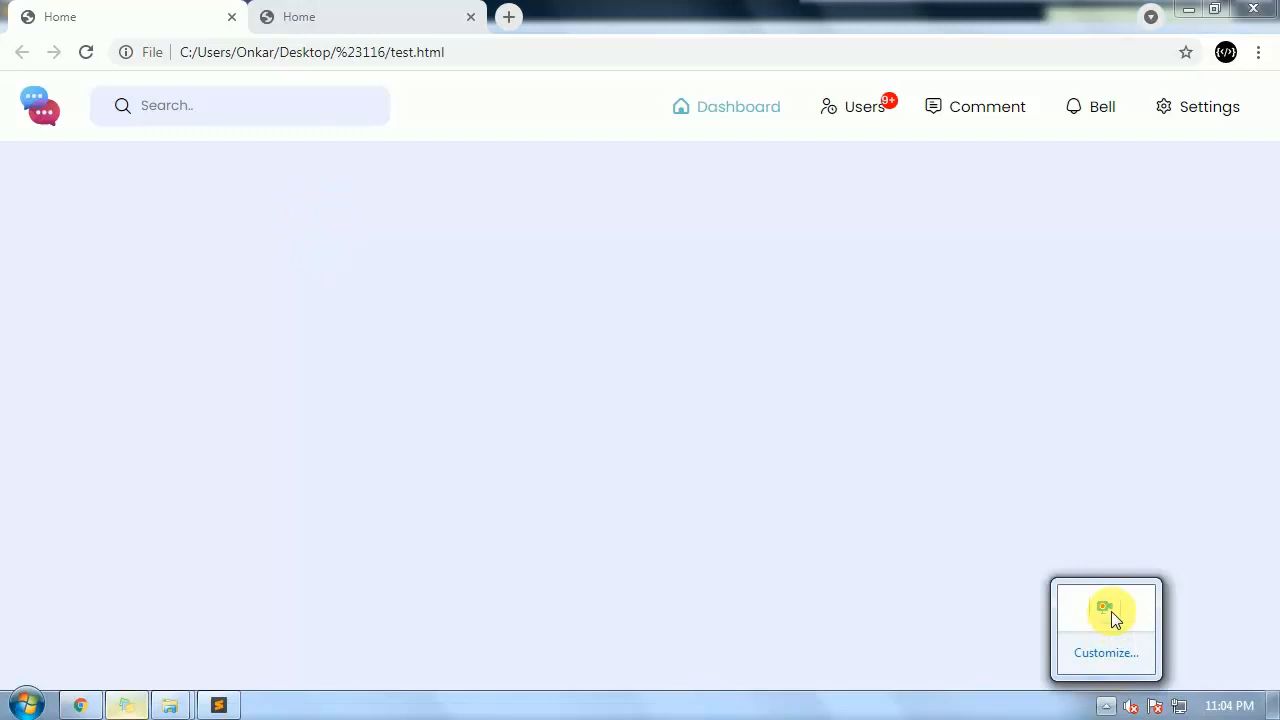 Home
Home
File C:/Users/Onkar/Desktop/%23116/test.html
Search..
Dashboard
Users
9+
Comment
Bell
Settings
Customize...
11:04 PM